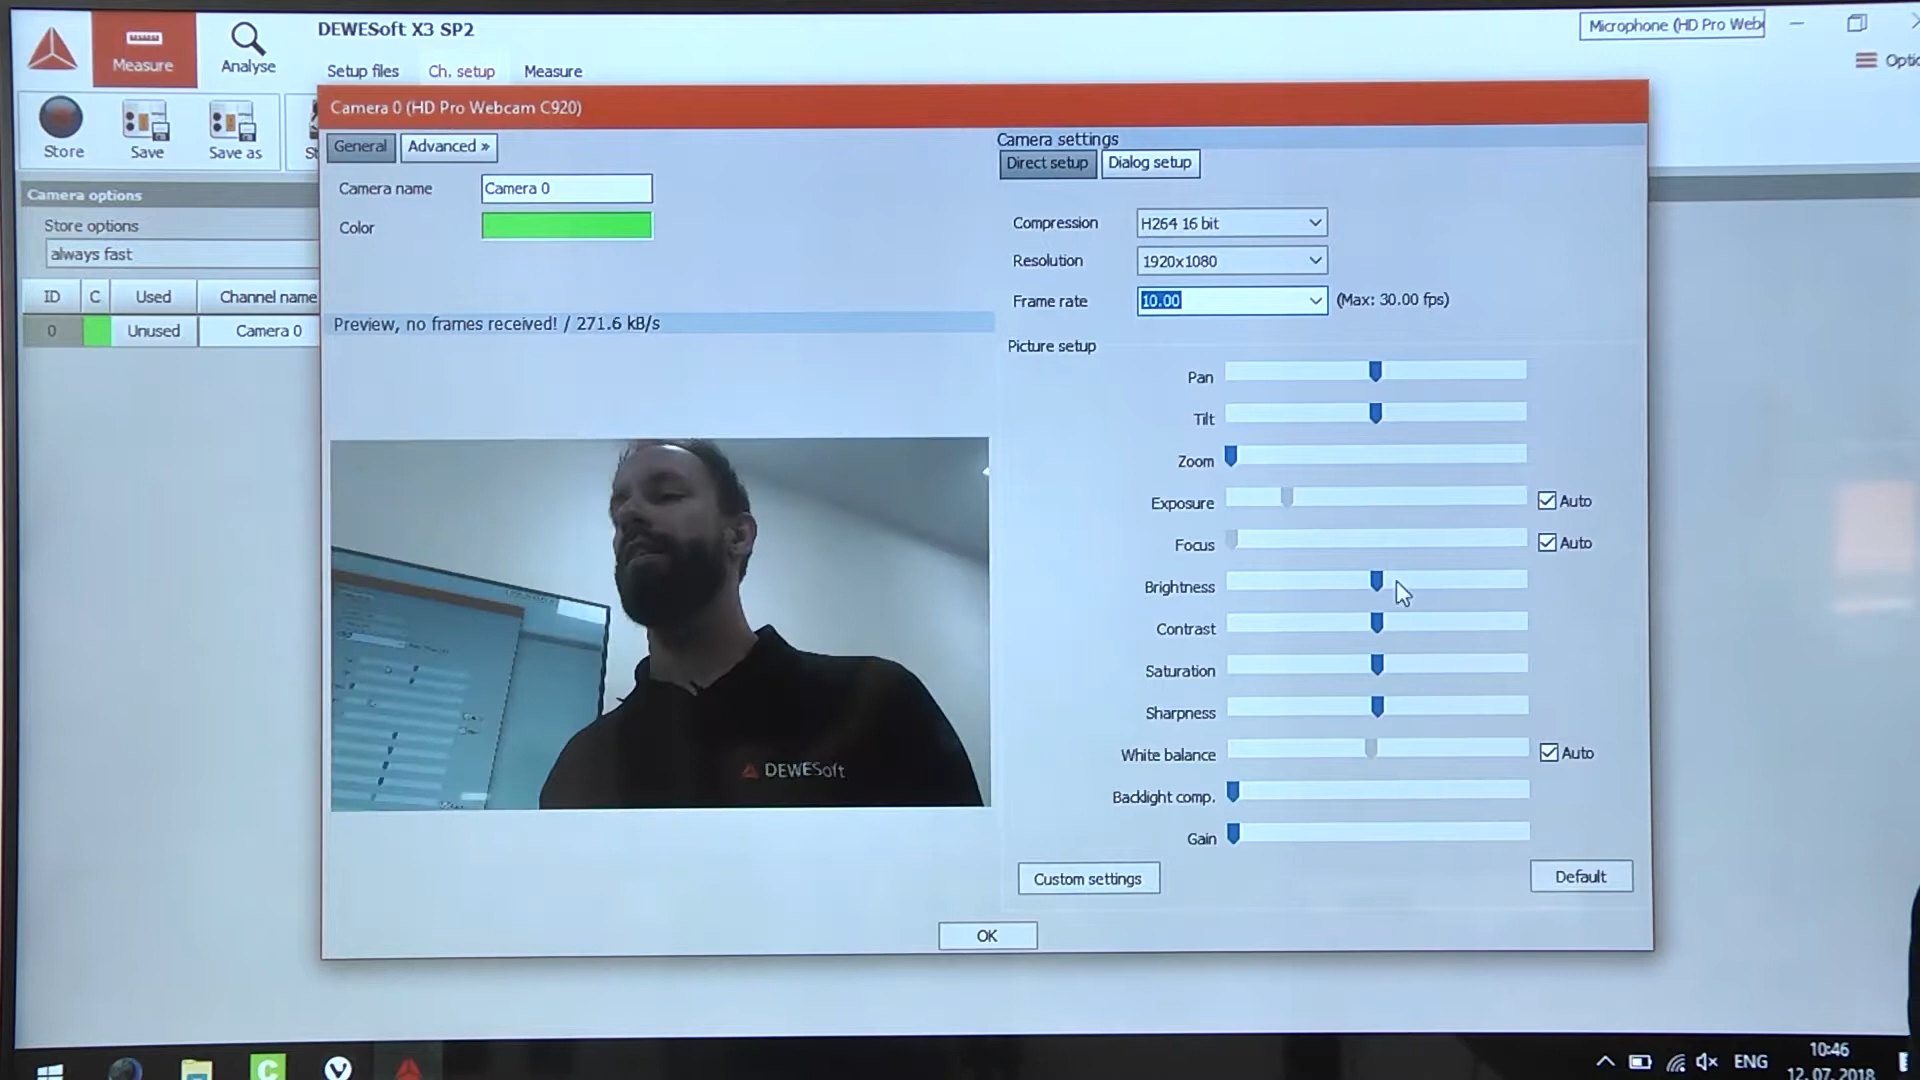 DEWESoft X3 SP2
Microphone (HD Pro Web
Measure
Analyse
Setup files
Ch. setup
Measure
Optio
Store
Save
Save as
Camera 0 (HD Pro Webcam C920)
General
Advanced »
Camera settings
Direct setup
Dialog setup
Camera options
Camera name
Camera 0
Store options
Color
Compression
H264 16 bit
always fast
Resolution
1920x1080
ID
C
Used
Channel name
Frame rate
10.00
(Max: 30.00 fps)
0
Unused
Camera 0
Preview, no frames received! / 271.6 kB/s
Picture setup
Pan
Tilt
Zoom
Exposure
Auto
Focus
Auto
Brightness
Contrast
Saturation
Sharpness
White balance
Auto
DEWESoft
Backlight comp.
Gain
Custom settings
Default
OK
ENG
10:46
12.07.2018